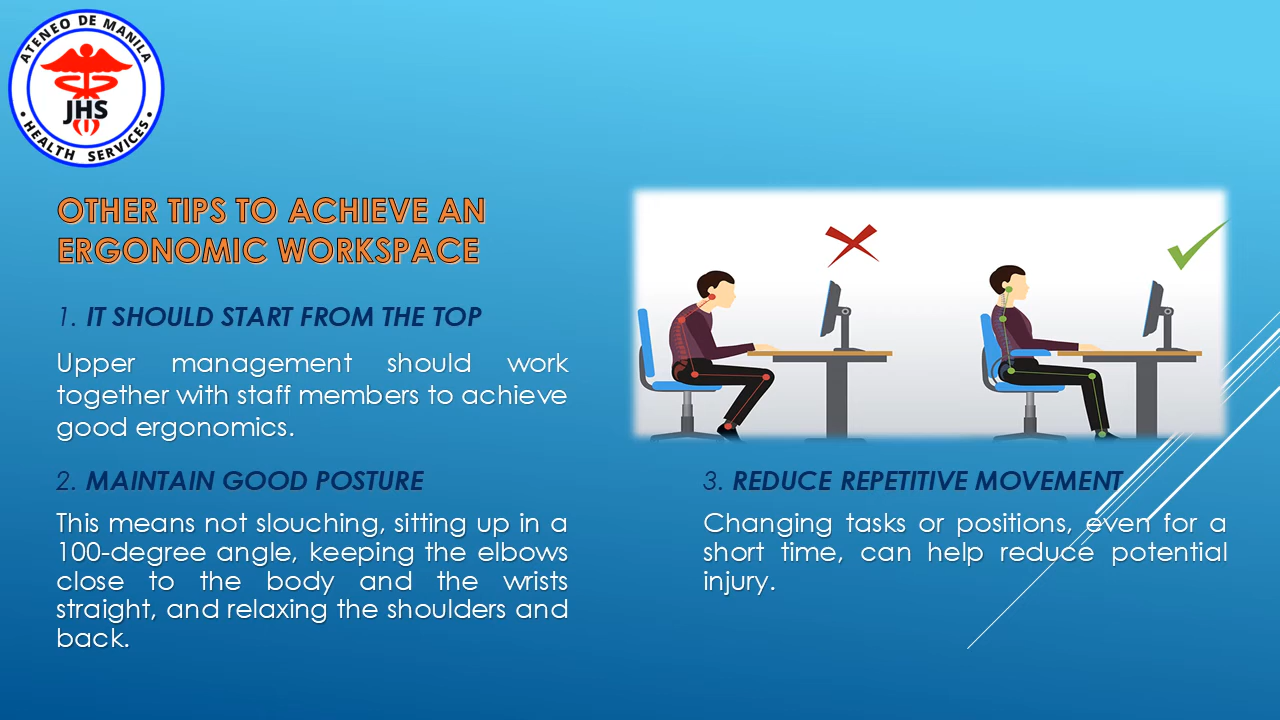 ATENEO DE MANILA
JHS
• HEALTH SERVICES •
OTHER TIPS TO ACHIEVE AN
ERGONOMIC WORKSPACE
1. IT SHOULD START FROM THE TOP
Upper management should work
together with staff members to achieve
good ergonomics.
2. MAINTAIN GOOD POSTURE
This means not slouching, sitting up in a
100-degree angle, keeping the elbows
close to the body and the wrists
straight, and relaxing the shoulders and
back.
3. REDUCE REPETITIVE MOVEMENT
Changing tasks or positions, even for a
short time, can help reduce potential
injury.